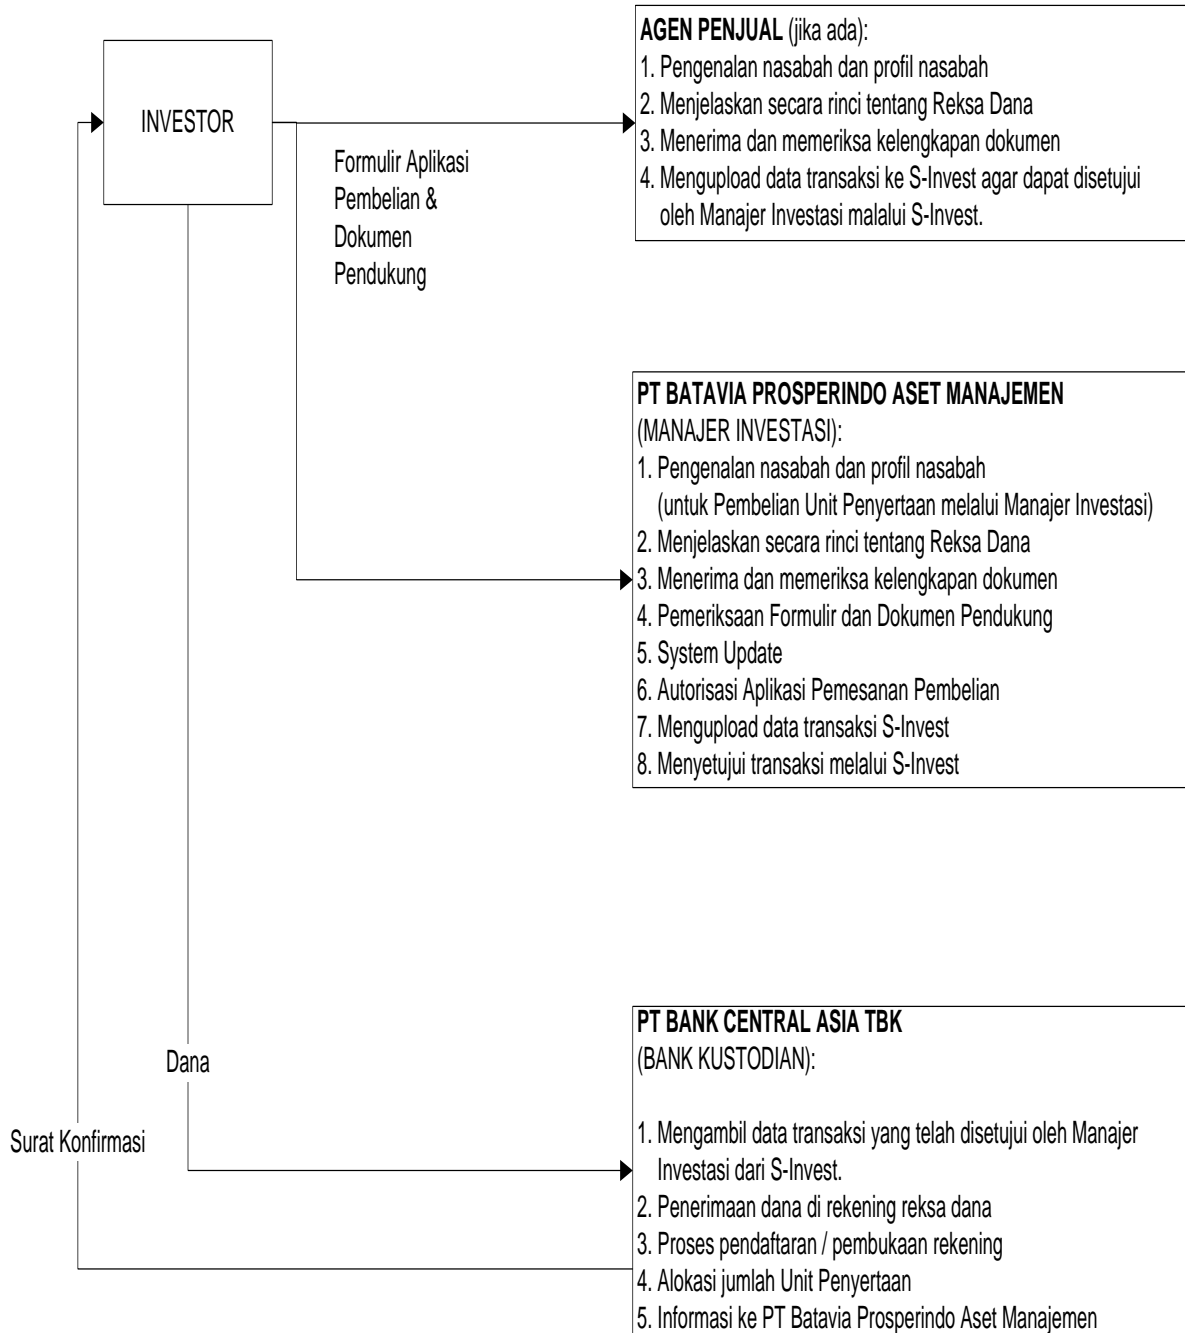 INVESTOR
Formulir Aplikasi
Pembelian &
Dokumen
Pendukung
AGEN PENJUAL (jika ada):
1. Pengenalan nasabah dan profil nasabah
2. Menjelaskan secara rinci tentang Reksa Dana
3. Menerima dan memeriksa kelengkapan dokumen
4. Mengupload data transaksi ke S-Invest agar dapat disetujui
oleh Manajer Investasi malalui S-Invest.
PT BATAVIA PROSPERINDO ASET MANAJEMEN
(MANAJER INVESTASI):
1. Pengenalan nasabah dan profil nasabah
(untuk Pembelian Unit Penyertaan melalui Manajer Investasi)
2. Menjelaskan secara rinci tentang Reksa Dana
3. Menerima dan memeriksa kelengkapan dokumen
4. Pemeriksaan Formulir dan Dokumen Pendukung
5. System Update
6. Autorisasi Aplikasi Pemesanan Pembelian
7. Mengupload data transaksi S-Invest
8. Menyetujui transaksi melalui S-Invest
Dana
Surat Konfirmasi
PT BANK CENTRAL ASIA TBK
(BANK KUSTODIAN):
1. Mengambil data transaksi yang telah disetujui oleh Manajer
Investasi dari S-Invest.
2. Penerimaan dana di rekening reksa dana
3. Proses pendaftaran / pembukaan rekening
4. Alokasi jumlah Unit Penyertaan
5. Informasi ke PT Batavia Prosperindo Aset Manajemen